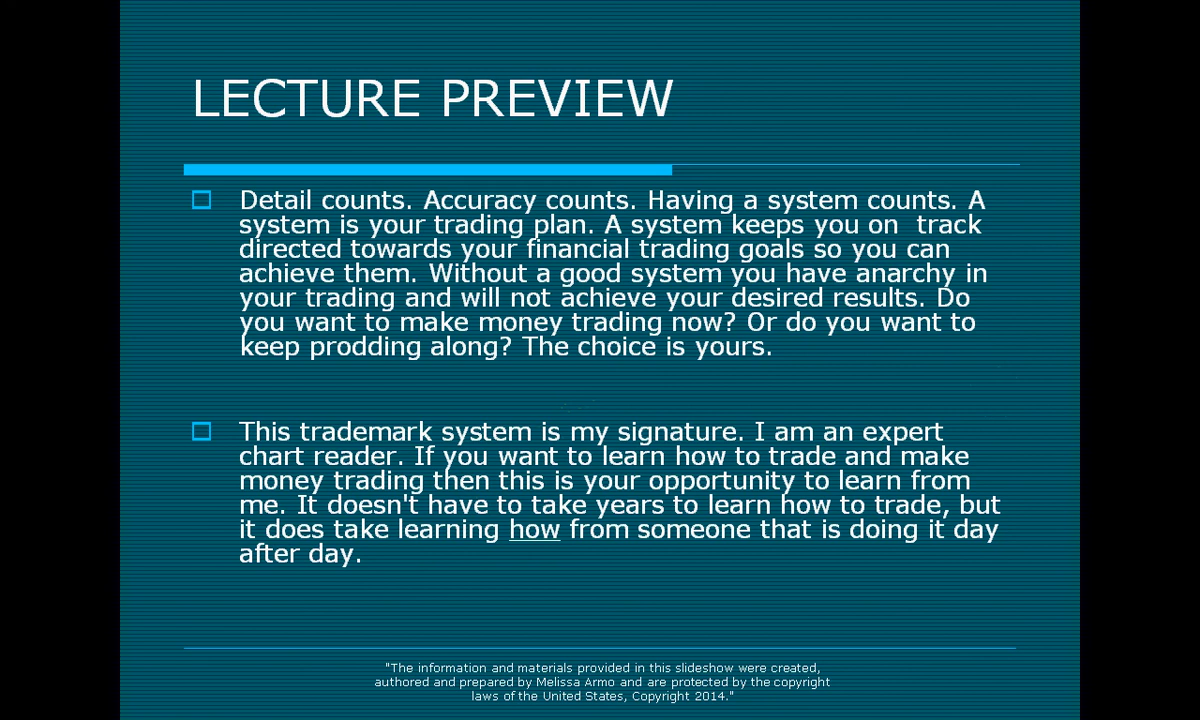 LECTURE PREVIEW
Detail counts. Accuracy counts. Having a system counts. A
system is your trading plan. A system keeps you on  track
directed towards your financial trading goals so you can
achieve them. Without a good system you have anarchy in
your trading and will not achieve your desired results. Do
you want to make money trading now? Or do you want to
keep prodding along? The choice is yours.
This trademark system is my signature. I am an expert
chart reader. If you want to learn how to trade and make
money trading then this is your opportunity to learn from
me. It doesn't have to take years to learn how to trade, but
it does take learning how from someone that is doing it day
after day.
"The information and materials provided in this slideshow were created,
authored and prepared by Melissa Armo and are protected by the copyright
laws of the United States, Copyright 2014."